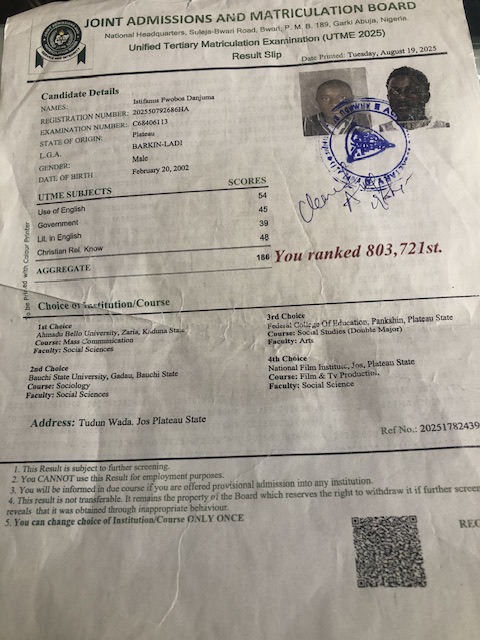 JOINT ADMISSIONS AND MATRICULATION BOARD
National Headquarters, Suleja-Bwari Road, Bwari, P. M. B. 189, Garki Abuja, Nigeria.
Unified Tertiary Matriculation Examination (UTME 2025)
Result Slip
Date Printed: Tuesday, August 19, 2025
Candidate Details
NAMES: Istifanus Pwobos Danjuma
REGISTRATION NUMBER: 202550792686HA
EXAMINATION NUMBER: C68406113
STATE OF ORIGIN: Plateau
L.G.A. BARKIN-LADI
GENDER: Male
DATE OF BIRTH February 20, 2002
UTME SUBJECTS SCORES
Use of English 54
Government 45
Lit. in English 39
Christian Rel. Know 48
AGGREGATE 186
You ranked 803,721st.
to be Printed with Colour Printer
Choice of Institution/Course
1st Choice
Ahmadu Bello University, Zaria, Kaduna State
Course: Mass Communication
Faculty: Social Sciences
2nd Choice
Bauchi State University, Gadau, Bauchi State
Course: Sociology
Faculty: Social Sciences
3rd Choice
Federal College Of Education, Pankshin, Plateau State
Course: Social Studies (Double Major)
Faculty: Arts
4th Choice
National Film Institute, Jos, Plateau State
Course: Film & Tv Production,
Faculty: Social Science
Address: Tudun Wada. Jos Plateau State
Ref No.: 20251782439
1. This Result is subject to further screening.
2. You CANNOT use this Result for employment purposes.
3. You will be informed in due course if you are offered provisional admission into any institution.
4. This result is not transferable. It remains the property of the Board which reserves the right to withdraw it if further scree
reveals that it was obtained through inappropriate behaviour.
5. You can change choice of Institution/Course ONLY ONCE
REC